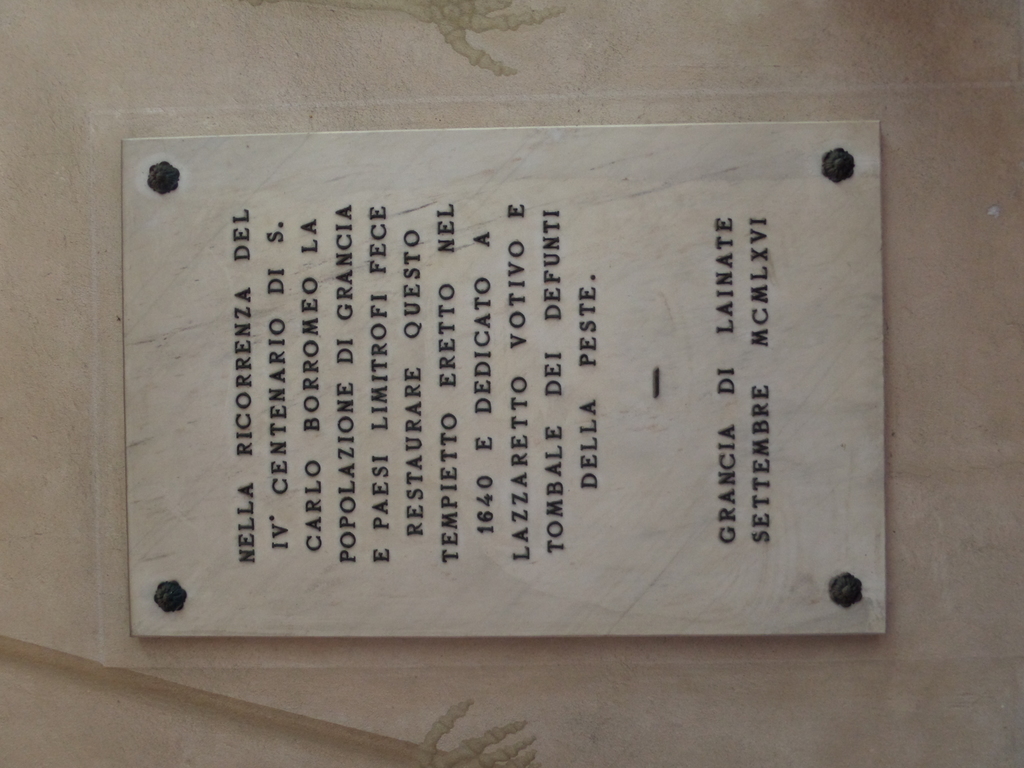 NELLA RICORRENZA DEL
IV° CENTENARIO DI S.
CARLO BORROMEO LA
POPOLAZIONE DI GRANCIA
E PAESI LIMITROFI FECE
RESTAURARE QUESTO
TEMPIETTO ERETTO NEL
1640 E DEDICATO A
LAZZARETTO VOTIVO E
TOMBALE DEI DEFUNTI
DELLA PESTE.
GRANCIA DI LAINATE
SETTEMBRE MCMLXVI